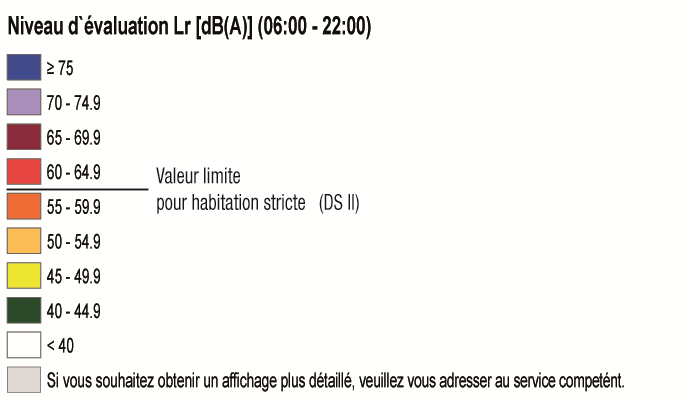 Niveau d`évaluation Lr [dB(A)] (06:00 - 22:00)
≥ 75
70 - 74.9
65 - 69.9
60 - 64.9
Valeur limite
pour habitation stricte (DS II)
55 - 59.9
50 - 54.9
45 - 49.9
40 - 44.9
< 40
Si vous souhaitez obtenir un affichage plus détaillé, veuillez vous adresser au service competént.